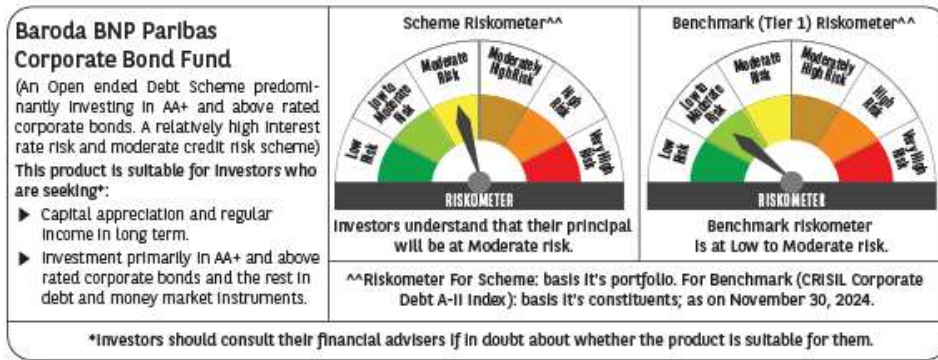 Baroda BNP Paribas
Corporate Bond Fund
(An Open ended Debt Scheme predomi-
nantly investing in AA+ and above rated
corporate bonds. A relatively high interest
rate risk and moderate credit risk scheme)
This product is suitable for investors who
are seeking*:
▶ Capital appreciation and regular
income in long term.
▶ Investment primarily in AA+ and above
rated corporate bonds and the rest in
debt and money market instruments.
Scheme Riskometer^^
Low
Risk
Low to
Moderate
Risk
Moderate
Risk
Moderately
High Risk
High
Risk
Very High
Risk
RISKOMETER
Investors understand that their principal
will be at Moderate risk.
Benchmark (Tier 1) Riskometer^^
Low
Risk
Low to
Moderate
Risk
Moderate
Risk
Moderately
High Risk
High
Risk
Very High
Risk
RISKOMETER
Benchmark riskometer
is at Low to Moderate risk.
^^Riskometer For Scheme: basis it's portfolio. For Benchmark (CRISIL Corporate
Debt A-II Index): basis it's constituents; as on November 30, 2024.
*Investors should consult their financial advisers if in doubt about whether the product is suitable for them.